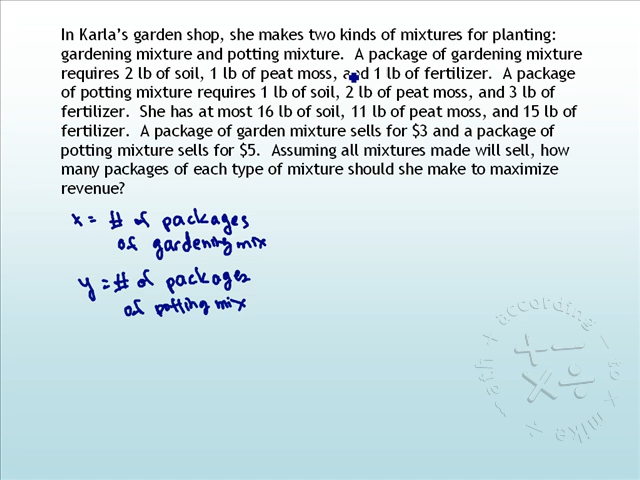 In Karla's garden shop, she makes two kinds of mixtures for planting:
gardening mixture and potting mixture.  A package of gardening mixture
requires 2 lb of soil, 1 lb of peat moss, and 1 lb of fertilizer.  A package
of potting mixture requires 1 lb of soil, 2 lb of peat moss, and 3 lb of
fertilizer.  She has at most 16 lb of soil, 11 lb of peat moss, and 15 lb of
fertilizer.  A package of garden mixture sells for $3 and a package of
potting mixture sells for $5.  Assuming all mixtures made will sell, how
many packages of each type of mixture should she make to maximize
revenue?
x = # of packages
of gardening mix
y = # of packages
of potting mix
math x according to x mike x
+ −
× ÷